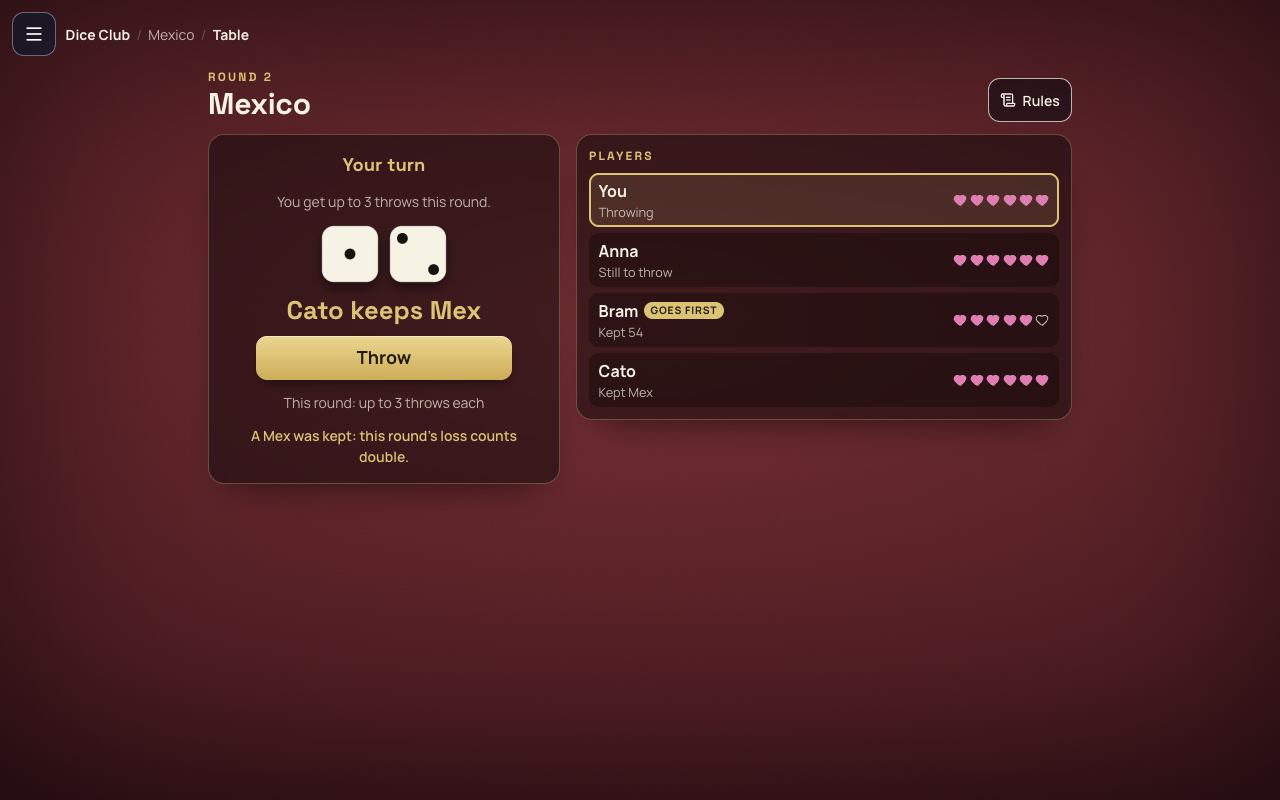 Dice Club / Mexico / Table
ROUND 2
Mexico
Rules
Your turn
You get up to 3 throws this round.
Cato keeps Mex
Throw
This round: up to 3 throws each
A Mex was kept: this round's loss counts
double.
PLAYERS
You
Throwing
Anna
Still to throw
Bram GOES FIRST
Kept 54
Cato
Kept Mex